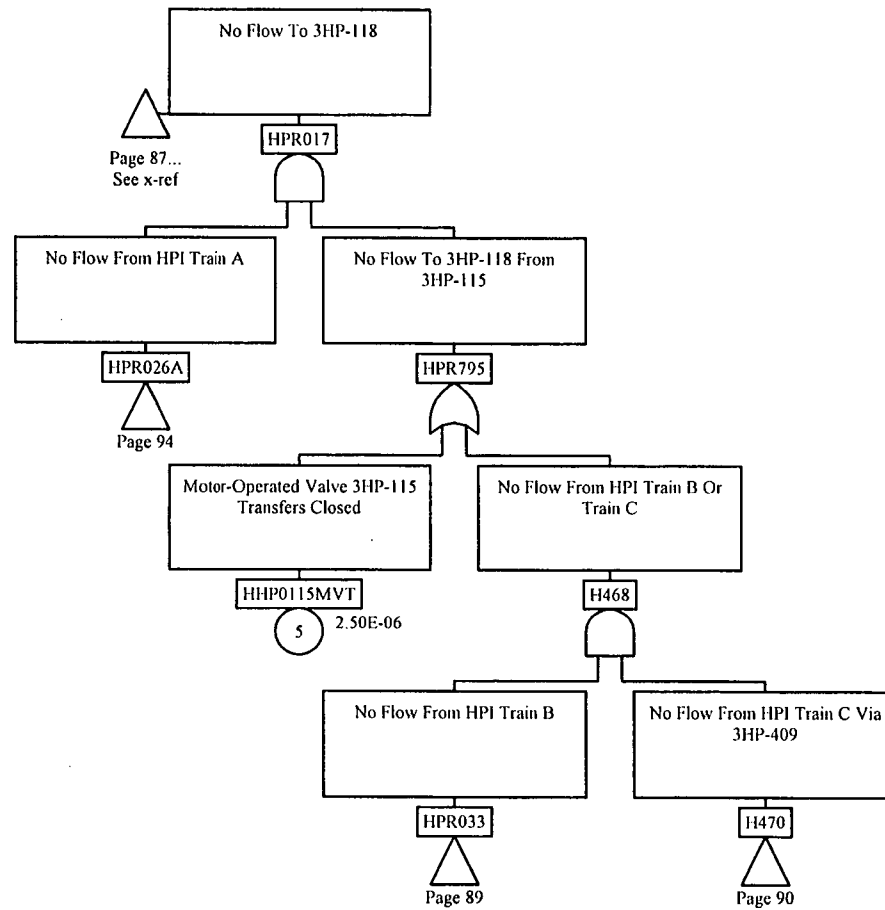 No Flow To 3HP-118
Page 87...
See x-ref
HPR017
No Flow From HPI Train A
No Flow To 3HP-118 From
3HP-115
HPR026A
HPR795
Page 94
Motor-Operated Valve 3HP-115
Transfers Closed
No Flow From HPI Train B Or
Train C
HHP0115MVT
H468
5
2.50E-06
No Flow From HPI Train B
No Flow From HPI Train C Via
3HP-409
HPR033
H470
Page 89
Page 90